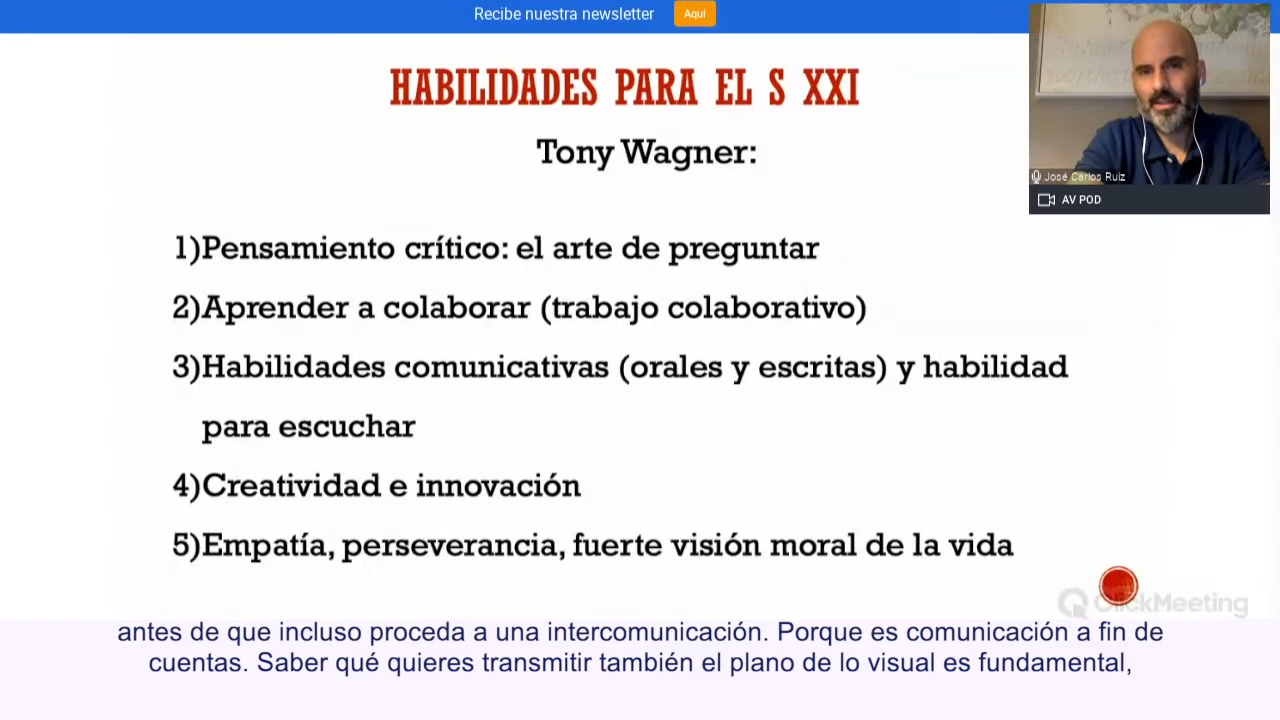 Recibe nuestra newsletter Aquí
HABILIDADES PARA EL S XXI
Tony Wagner:
José Carlos Ruiz
AV POD
1)Pensamiento crítico: el arte de preguntar
2)Aprender a colaborar (trabajo colaborativo)
3)Habilidades comunicativas (orales y escritas) y habilidad
para escuchar
4)Creatividad e innovación
5)Empatía, perseverancia, fuerte visión moral de la vida
ClickMeeting
antes de que incluso proceda a una intercomunicación. Porque es comunicación a fin de
cuentas. Saber qué quieres transmitir también el plano de lo visual es fundamental,